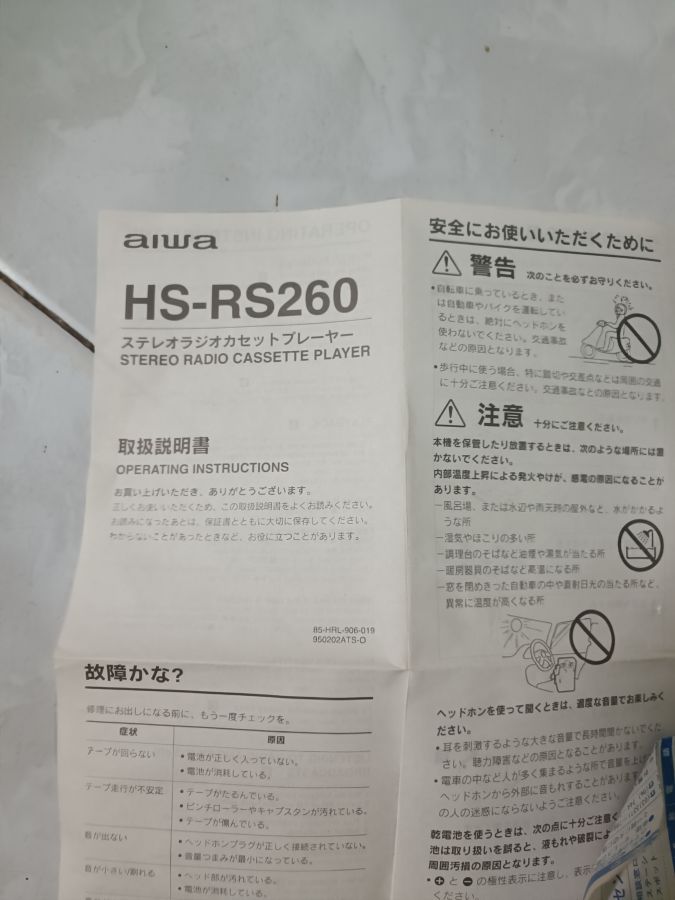 aiwa
HS-RS260
ステレオラジオカセットプレーヤー
STEREO RADIO CASSETTE PLAYER
取扱説明書
OPERATING INSTRUCTIONS
お買い上げいただき、ありがとうございます。
正しくお使いいただくため、この取扱説明書をよくお読みください。
お読みになったあとは、保証書とともに大切に保存してください。
わからないことがあったときなど、お役に立つことがあります。
85-HRL-906-019
950202ATS-O
故障かな?
修理にお出しになる前に、もう一度チェックを。
症状 原因
テープが回らない •電池が正しく入っていない。
•電池が消耗している。
テープ走行が不安定 •テープがたるんでいる。
•ピンチローラーやキャプスタンが汚れている。
•テープが傷んでいる。
音が出ない •ヘッドホンプラグが正しく接続されていない。
•音量つまみが最小になっている。
音が小さい/割れる •ヘッド部が汚れている。
•電池が消耗している。
安全にお使いいただくために
警告 次のことを必ずお守りください。
•自転車に乗っているとき、また
は自動車やバイクを運転してい
るときは、絶対にヘッドホンを
使わないでください。交通事故
などの原因となります。
•歩行中に使う場合、特に踏切や交差点などは周囲の交通
に十分ご注意ください。交通事故などの原因となります。
注意 十分にご注意ください。
本機を保管したり放置するときは、次のような場所には置
かないでください。
内部温度上昇による発火やけが、感電の原因になることが
あります。
－風呂場、または水辺や雨天時の屋外など、水がかかるよ
うな所
－湿気やほこりの多い所
－調理台のそばなど油煙や湯気が当たる所
－暖房器具のそばなど高温になる所
－窓を閉めきった自動車の中や直射日光の当たる所など、
異常に温度が高くなる所
ヘッドホンを使って聞くときは、適度な音量でお楽しみく
ださい。
•耳を刺激するような大きな音量で長時間聞かないでくだ
さい。聴力障害などの原因となることがあります。
•電車の中など人が多く集まるような所で音量を上げ
ヘッドホンから外部に音もれすることがあります
の人の迷惑にならないようご注意ください。
乾電池を使うときは、次の点に十分ご注意く
池は取り扱いを誤ると、液もれや破裂によ
周囲汚損の原因となります。
•⊕と⊖の極性表示に注意し、表示
ください。